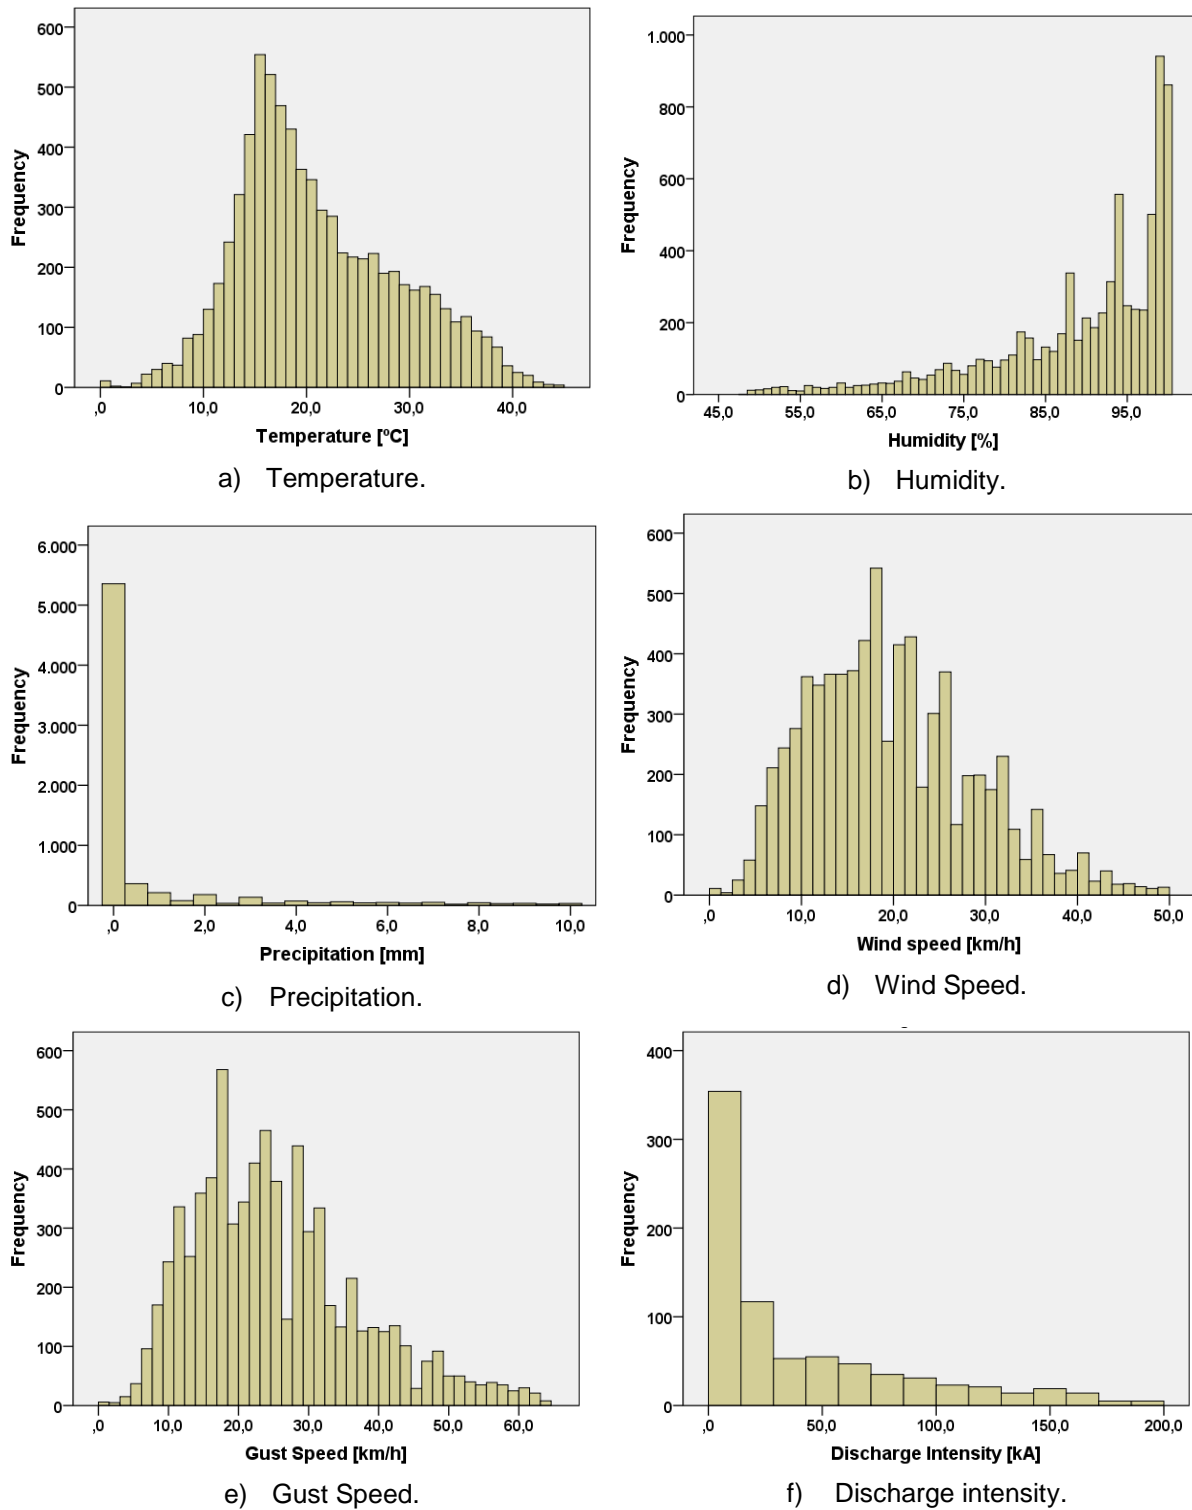 600
500
400
300
200
100
0
Frequency
,0 10,0 20,0 30,0 40,0
Temperature [ºC]
a) Temperature.
1.000
800
600
400
200
0
Frequency
45,0 55,0 65,0 75,0 85,0 95,0
Humidity [%]
b) Humidity.
6.000
5.000
4.000
3.000
2.000
1.000
0
Frequency
,0 2,0 4,0 6,0 8,0 10,0
Precipitation [mm]
c) Precipitation.
600
500
400
300
200
100
0
Frequency
,0 10,0 20,0 30,0 40,0 50,0
Wind speed [km/h]
d) Wind Speed.
600
500
400
300
200
100
0
Frequency
,0 10,0 20,0 30,0 40,0 50,0 60,0
Gust Speed [km/h]
e) Gust Speed.
400
300
200
100
0
Frequency
,0 50,0 100,0 150,0 200,0
Discharge Intensity [kA]
f) Discharge intensity.